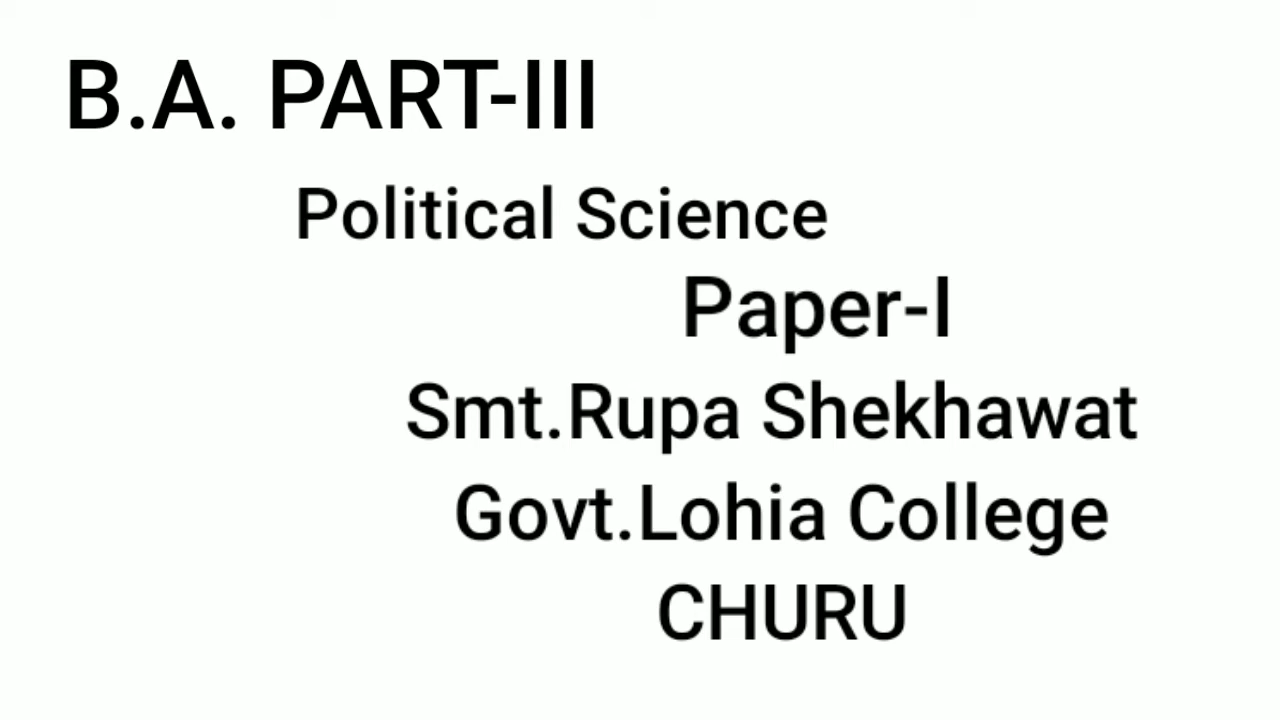 B.A. PART-III
Political Science
Paper-I
Smt.Rupa Shekhawat
Govt.Lohia College
CHURU